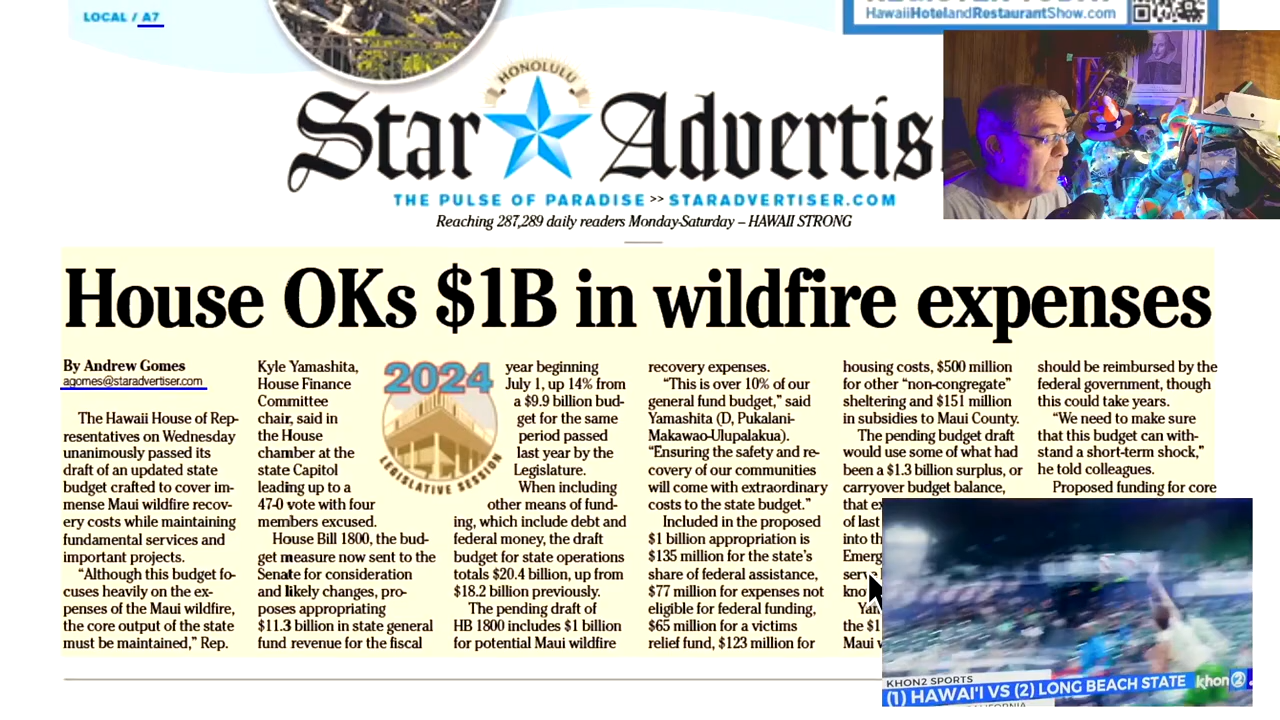 LOCAL / A7
HawaiiHotelandRestaurantShow.com
HONOLULU
Star Advertis
THE PULSE OF PARADISE >> STARADVERTISER.COM
Reaching 287,289 daily readers Monday-Saturday – HAWAII STRONG
House OKs $1B in wildfire expenses
By Andrew Gomes
agomes@staradvertiser.com
The Hawaii House of Rep-
resentatives on Wednesday
unanimously passed its
draft of an updated state
budget crafted to cover im-
mense Maui wildfire recov-
ery costs while maintaining
fundamental services and
important projects.
“Although this budget fo-
cuses heavily on the ex-
penses of the Maui wildfire,
the core output of the state
must be maintained,” Rep.
Kyle Yamashita,
House Finance
Committee
chair, said in
the House
chamber at the
state Capitol
leading up to a
47-0 vote with four
members excused.
House Bill 1800, the bud-
get measure now sent to the
Senate for consideration
and likely changes, pro-
poses appropriating
$11.3 billion in state general
fund revenue for the fiscal
2024
LEGISLATIVE SESSION
year beginning
July 1, up 14% from
a $9.9 billion bud-
get for the same
period passed
last year by the
Legislature.
When including
other means of fund-
ing, which include debt and
federal money, the draft
budget for state operations
totals $20.4 billion, up from
$18.2 billion previously.
The pending draft of
HB 1800 includes $1 billion
for potential Maui wildfire
recovery expenses.
“This is over 10% of our
general fund budget,” said
Yamashita (D, Pukalani-
Makawao-Ulupalakua).
“Ensuring the safety and re-
covery of our communities
will come with extraordinary
costs to the state budget.”
Included in the proposed
$1 billion appropriation is
$135 million for the state’s
share of federal assistance,
$77 million for expenses not
eligible for federal funding,
$65 million for a victims
relief fund, $123 million for
housing costs, $500 million
for other “non-congregate”
sheltering and $151 million
in subsidies to Maui County.
The pending budget draft
would use some of what had
been a $1.3 billion surplus, or
carryover budget balance,
that ex
of last
into th
Emerg
serve
kno
Yam
the $1
Maui w
should be reimbursed by the
federal government, though
this could take years.
“We need to make sure
that this budget can with-
stand a short-term shock,”
he told colleagues.
Proposed funding for core
KHON2 SPORTS
(1) HAWAI'I VS (2) LONG BEACH STATE
khon2